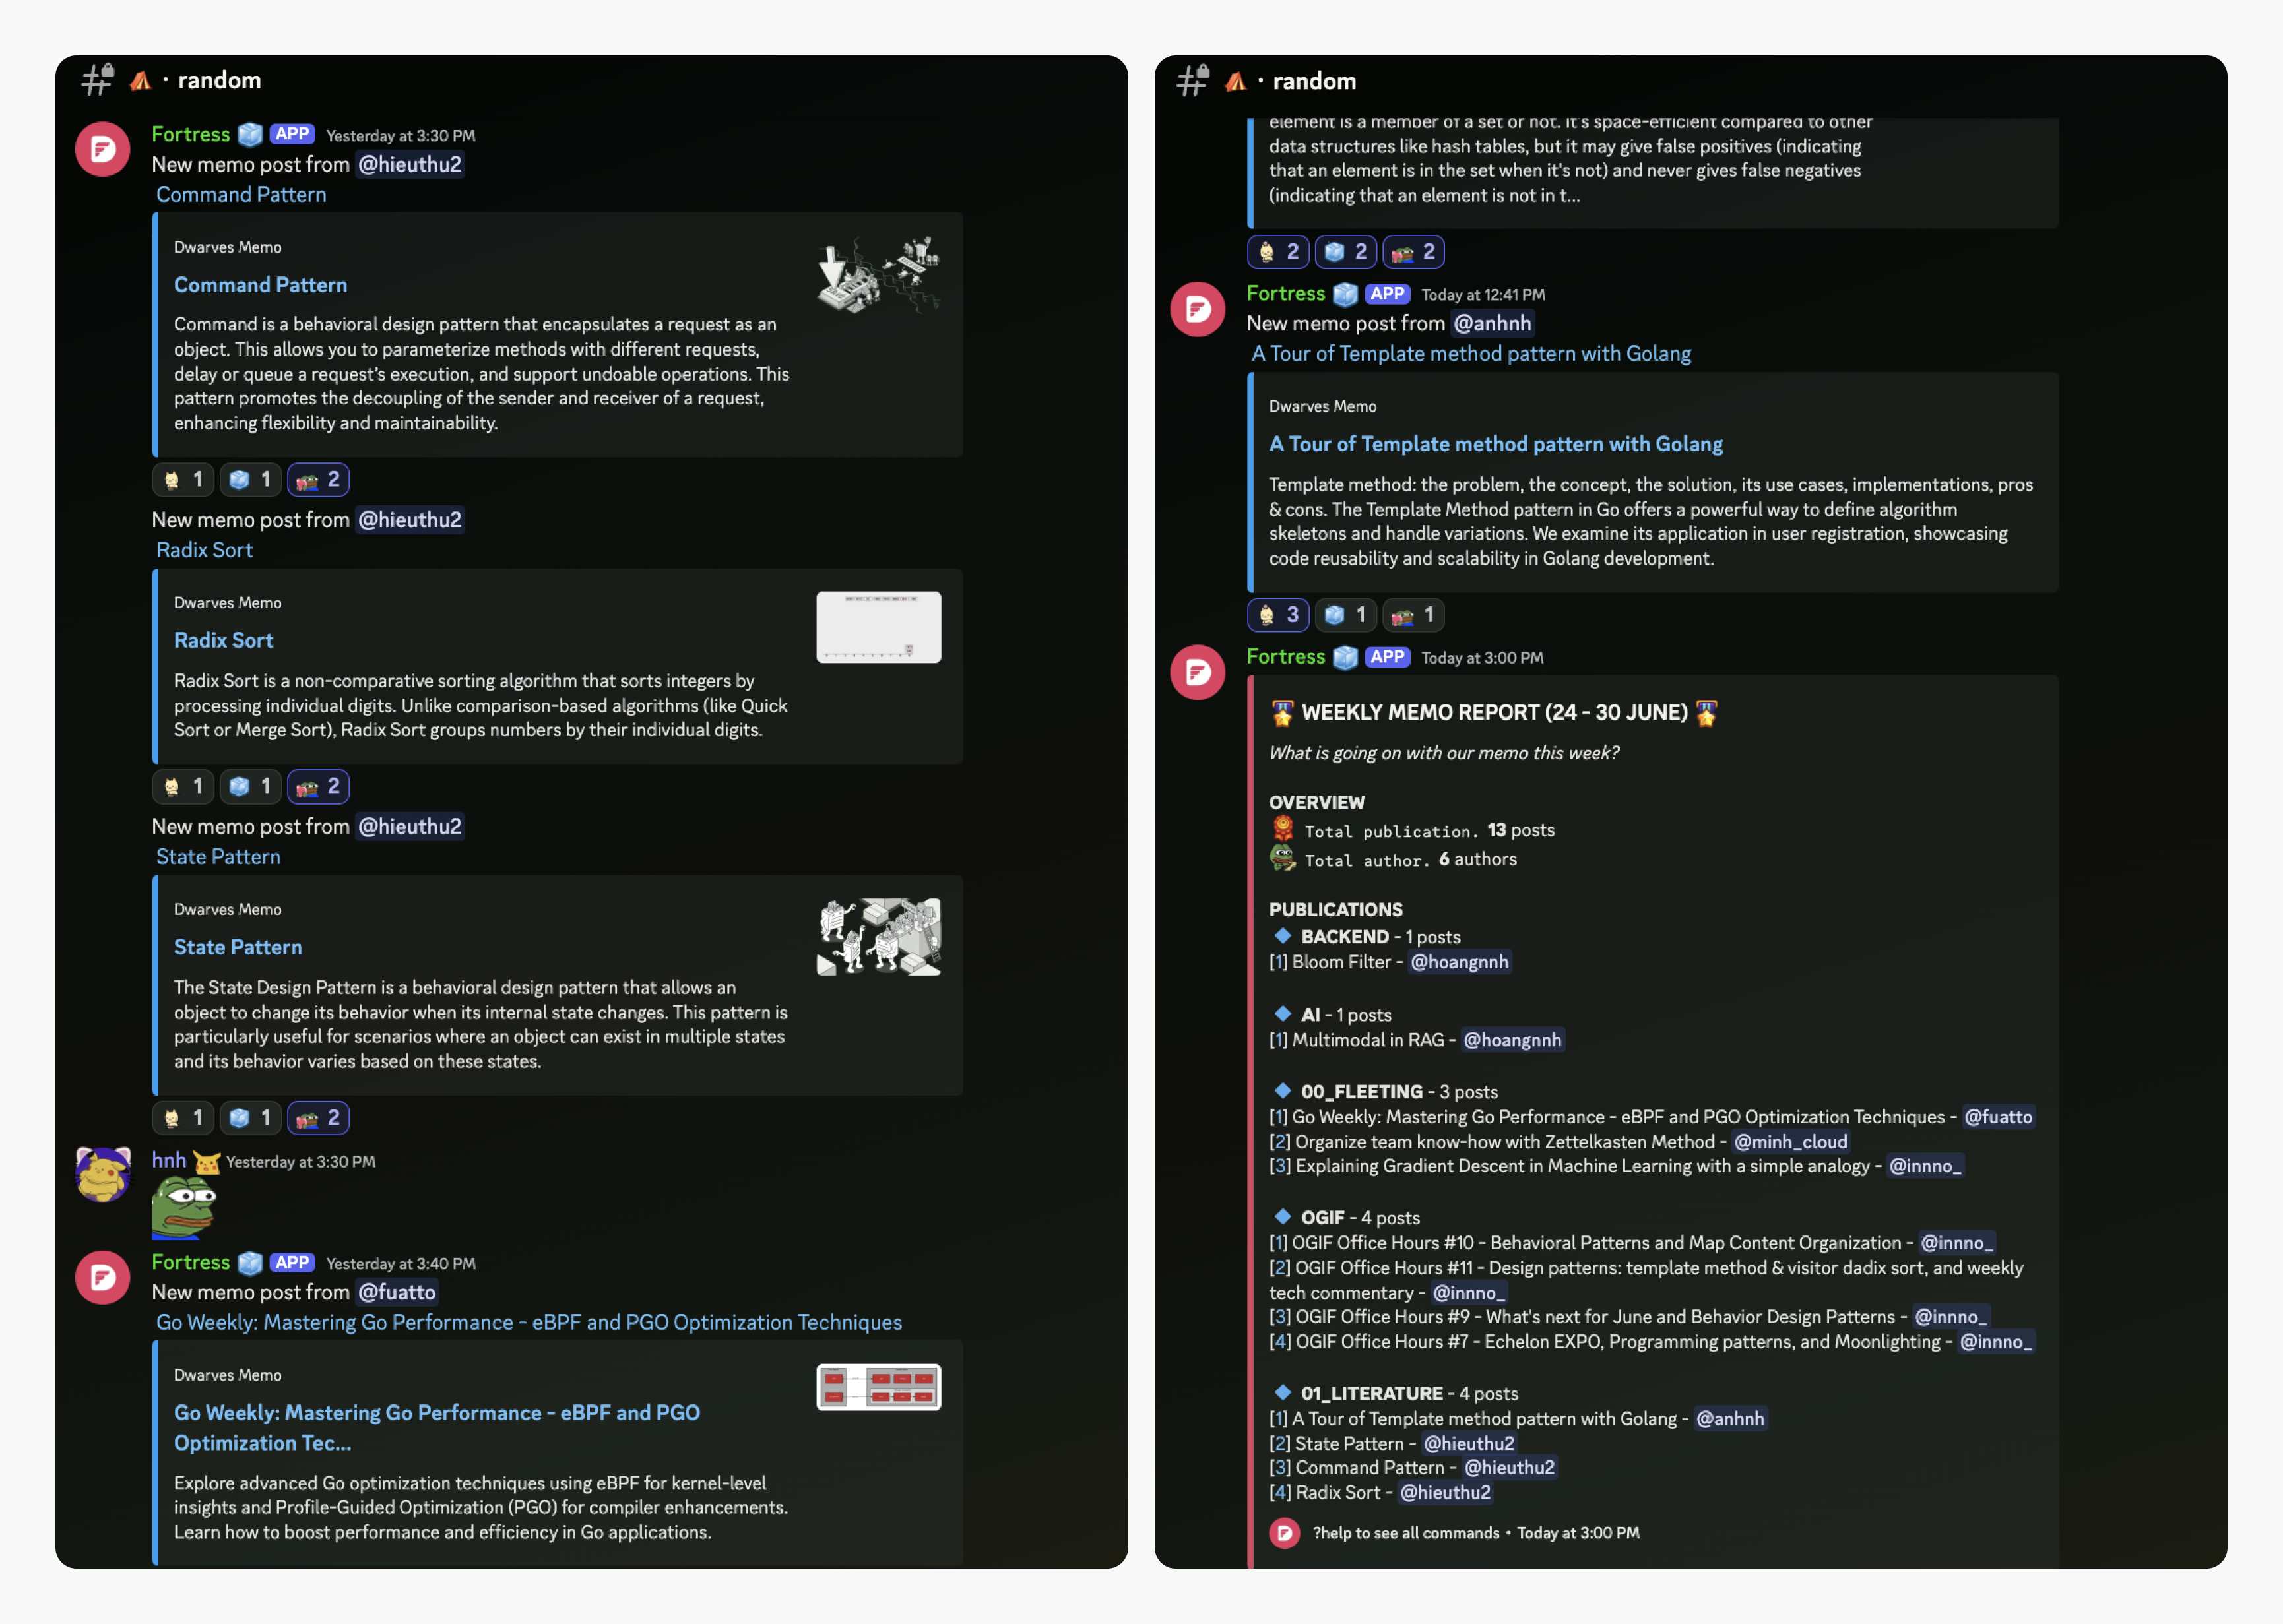 · random
Fortress APP Yesterday at 3:30 PM
New memo post from @hieuthu2
Command Pattern
Dwarves Memo
Command Pattern
Command is a behavioral design pattern that encapsulates a request as an
object. This allows you to parameterize methods with different requests,
delay or queue a request’s execution, and support undoable operations. This
pattern promotes the decoupling of the sender and receiver of a request,
enhancing flexibility and maintainability.
1 1 2
New memo post from @hieuthu2
Radix Sort
Dwarves Memo
Radix Sort
Radix Sort is a non-comparative sorting algorithm that sorts integers by
processing individual digits. Unlike comparison-based algorithms (like Quick
Sort or Merge Sort), Radix Sort groups numbers by their individual digits.
1 1 2
New memo post from @hieuthu2
State Pattern
Dwarves Memo
State Pattern
The State Design Pattern is a behavioral design pattern that allows an
object to change its behavior when its internal state changes. This pattern is
particularly useful for scenarios where an object can exist in multiple states
and its behavior varies based on these states.
1 1 2
hnh Yesterday at 3:30 PM
Fortress APP Yesterday at 3:40 PM
New memo post from @fuatto
Go Weekly: Mastering Go Performance - eBPF and PGO Optimization Techniques
Dwarves Memo
Go Weekly: Mastering Go Performance - eBPF and PGO
Optimization Tec...
Explore advanced Go optimization techniques using eBPF for kernel-level
insights and Profile-Guided Optimization (PGO) for compiler enhancements.
Learn how to boost performance and efficiency in Go applications.
· random
element is a member of a set or not. It's space-efficient compared to other
data structures like hash tables, but it may give false positives (indicating
that an element is in the set when it's not) and never gives false negatives
(indicating that an element is not in t...
2 2 2
Fortress APP Today at 12:41 PM
New memo post from @anhnh
A Tour of Template method pattern with Golang
Dwarves Memo
A Tour of Template method pattern with Golang
Template method: the problem, the concept, the solution, its use cases, implementations, pros
& cons. The Template Method pattern in Go offers a powerful way to define algorithm
skeletons and handle variations. We examine its application in user registration, showcasing
code reusability and scalability in Golang development.
3 1 1
Fortress APP Today at 3:00 PM
WEEKLY MEMO REPORT (24 - 30 JUNE)
What is going on with our memo this week?
OVERVIEW
Total publication. 13 posts
Total author. 6 authors
PUBLICATIONS
BACKEND - 1 posts
[1] Bloom Filter - @hoangnnh
AI - 1 posts
[1] Multimodal in RAG - @hoangnnh
00_FLEETING - 3 posts
[1] Go Weekly: Mastering Go Performance - eBPF and PGO Optimization Techniques - @fuatto
[2] Organize team know-how with Zettelkasten Method - @minh_cloud
[3] Explaining Gradient Descent in Machine Learning with a simple analogy - @innno_
OGIF - 4 posts
[1] OGIF Office Hours #10 - Behavioral Patterns and Map Content Organization - @innno_
[2] OGIF Office Hours #11 - Design patterns: template method & visitor dadix sort, and weekly
tech commentary - @innno_
[3] OGIF Office Hours #9 - What's next for June and Behavior Design Patterns - @innno_
[4] OGIF Office Hours #7 - Echelon EXPO, Programming patterns, and Moonlighting - @innno_
01_LITERATURE - 4 posts
[1] A Tour of Template method pattern with Golang - @anhnh
[2] State Pattern - @hieuthu2
[3] Command Pattern - @hieuthu2
[4] Radix Sort - @hieuthu2
?help to see all commands • Today at 3:00 PM